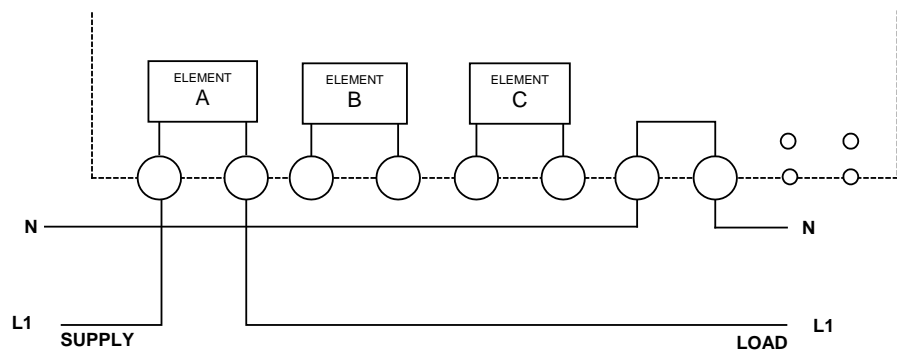 ELEMENT
A
ELEMENT
B
ELEMENT
C
N
N
L1
SUPPLY
LOAD
L1